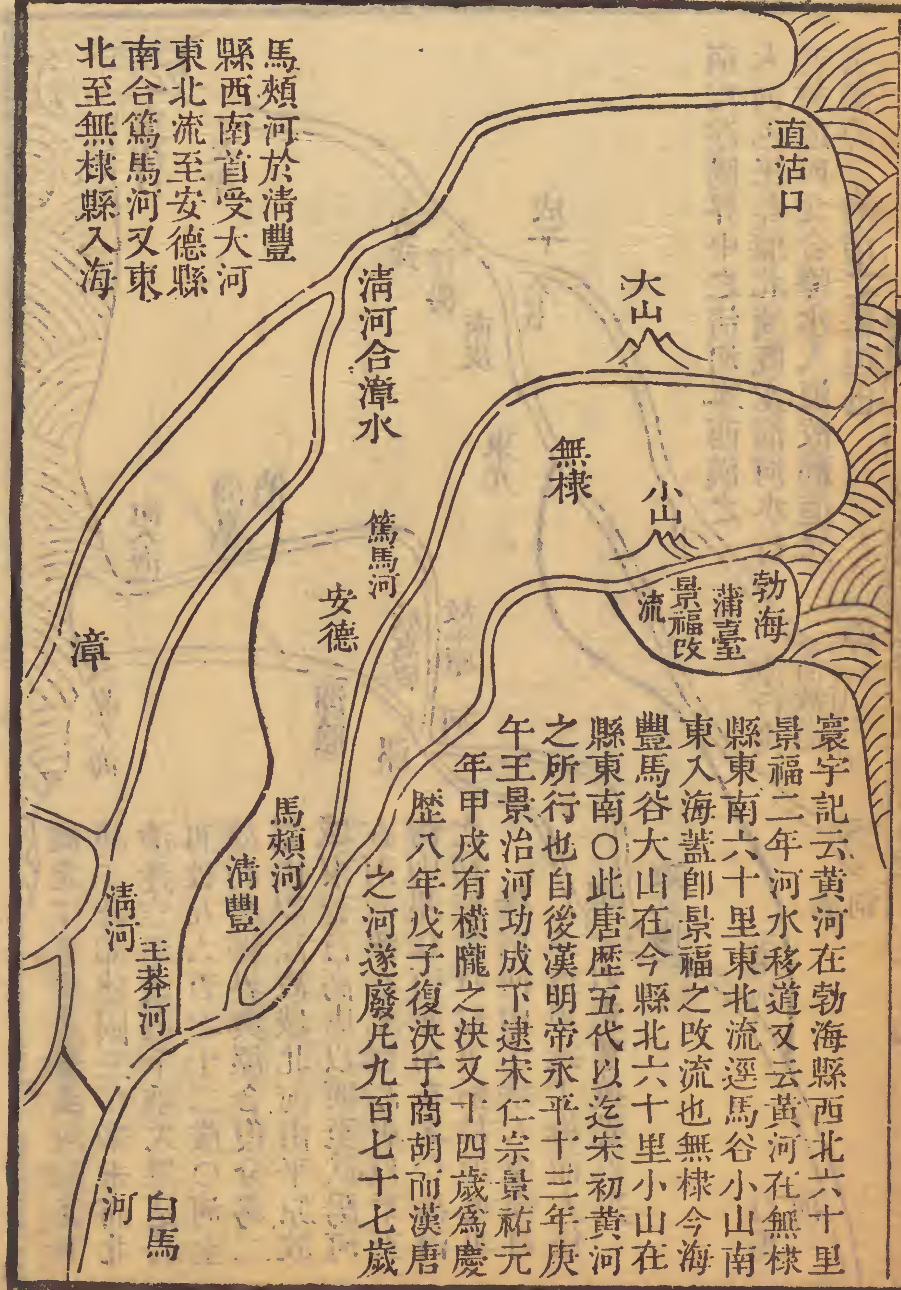 直沽口
大山
小山
無棣
勃海
蒲臺
景福改
流
清河合漳水
篤馬河
安德
漳
馬頰河
清豐
清河
王莽河
白馬
河
馬頰河於清豐
縣西南首受大河
東北流至安德縣
南合篤馬河又東
北至無棣縣入海
寰宇記云黃河在勃海縣西北六十里
景福二年河水移道又云黃河在無棣
縣東南六十里東北流逕馬谷小山南
東入海蓋卽景福之改流也無棣今海
豐馬谷大山在今縣北六十里小山在
縣東南○此唐歷五代以迄宋初黃河
之所行也自後漢明帝永平十三年庚
午王景治河功成下逮宋仁宗景祐元
年甲戌有橫隴之決又十四歲爲慶
歷八年戊子復決于商胡而漢唐
之河遂廢凡九百七十七歲